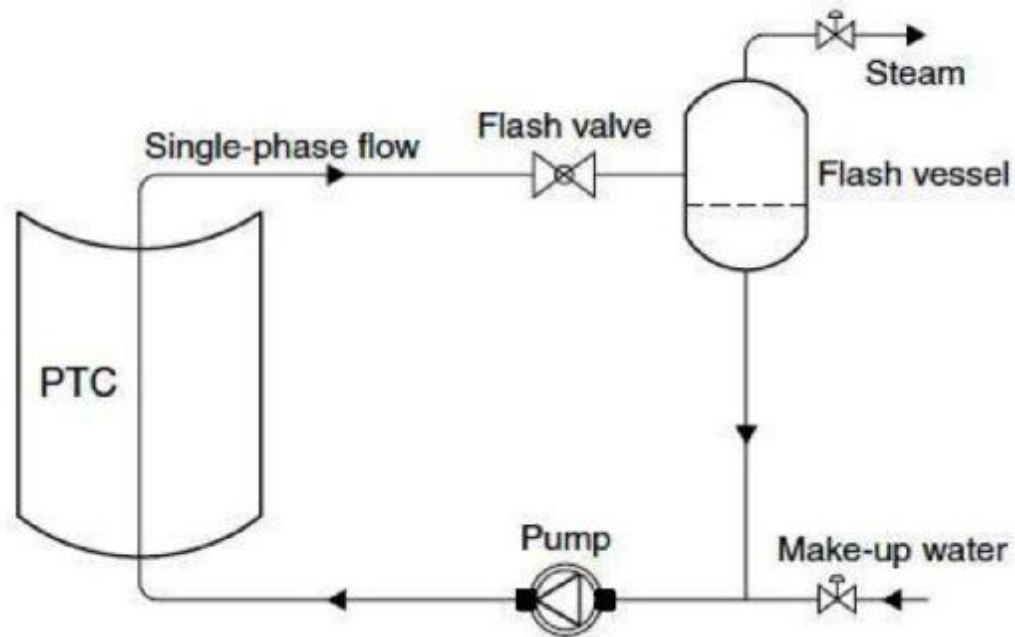 Steam
Flash valve
Single-phase flow
Flash vessel
PTC
Pump
Make-up water